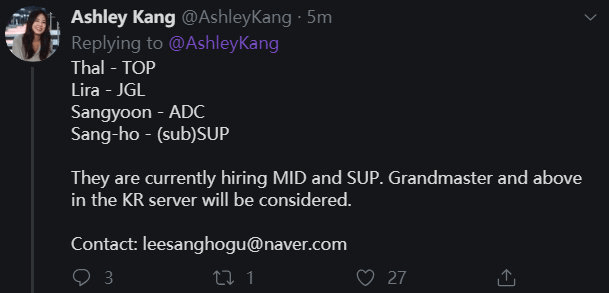 Ashley Kang @AshleyKang · 5m
Replying to @AshleyKang
Thal - TOP
Lira - JGL
Sangyoon - ADC
Sang-ho - (sub)SUP
They are currently hiring MID and SUP. Grandmaster and above
in the KR server will be considered.
Contact: leesanghogu@naver.com
3 1 27